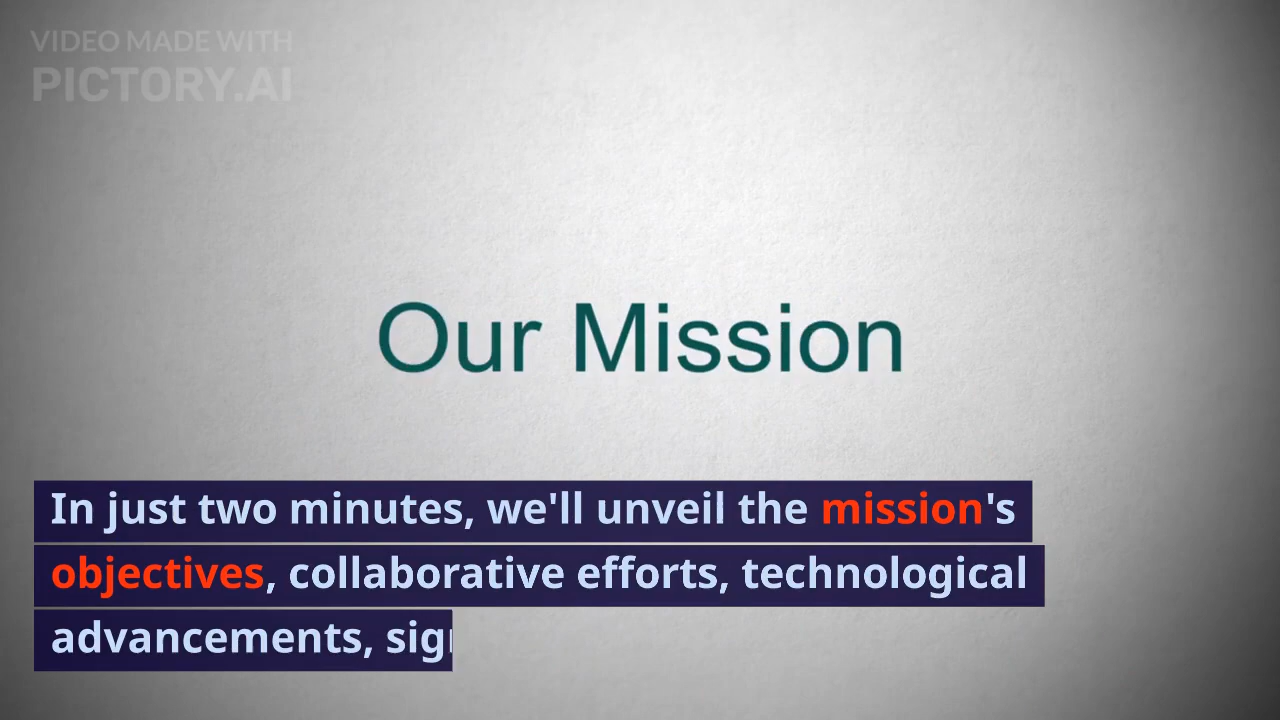 VIDEO MADE WITH
PICTORY.AI
Our Mission
In just two minutes, we'll unveil the mission's
objectives, collaborative efforts, technological
advancements, sig